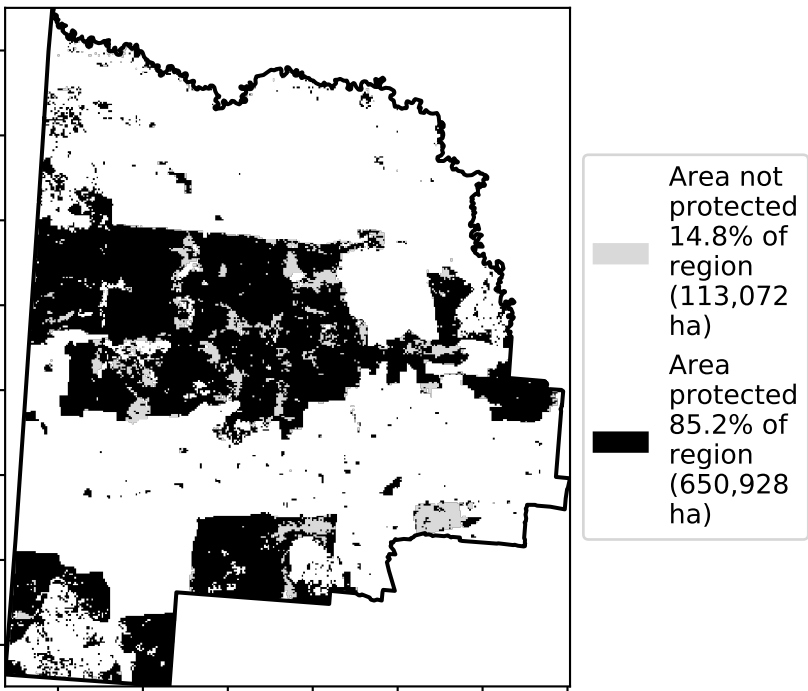 Area not
protected
14.8% of
region
(113,072
ha)
Area
protected
85.2% of
region
(650,928
ha)